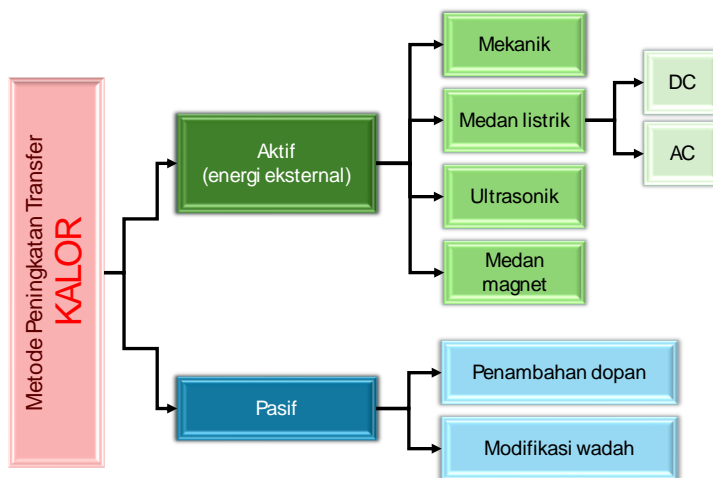 Metode Peningkatan Transfer
KALOR
Aktif
(energi eksternal)
Mekanik
Medan listrik
DC
AC
Ultrasonik
Medan
magnet
Pasif
Penambahan dopan
Modifikasi wadah